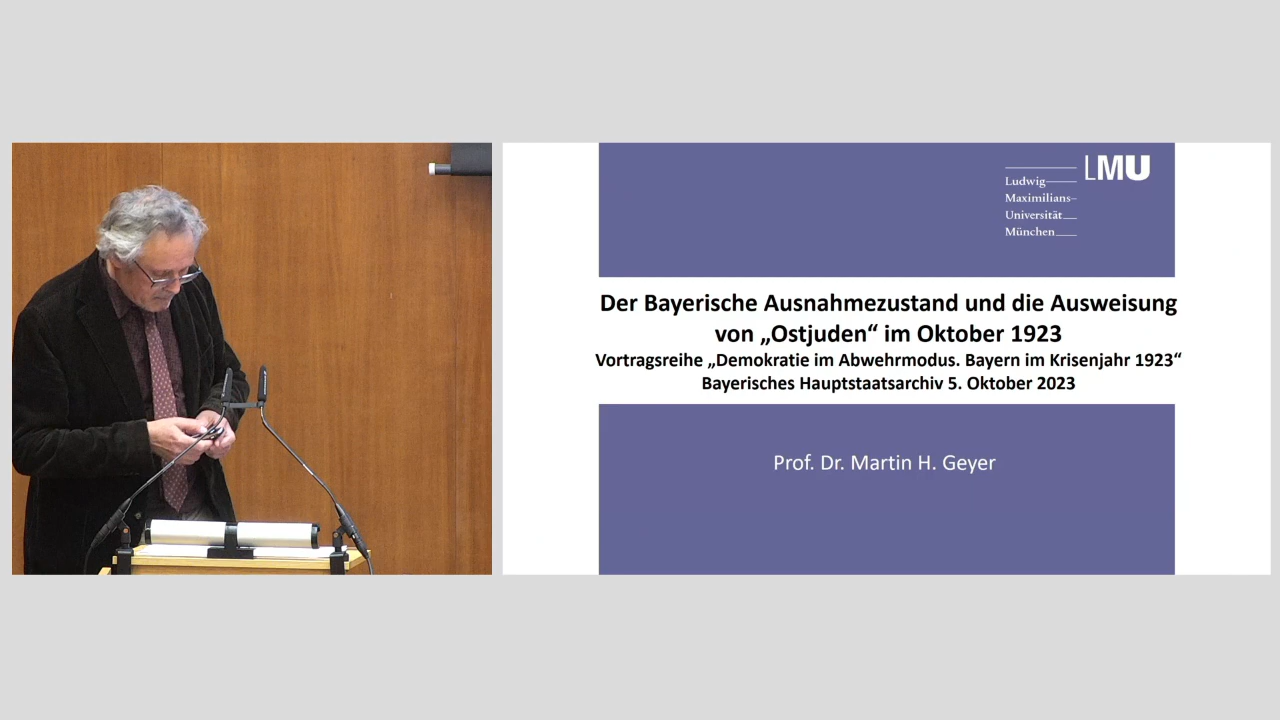 LMU
Ludwig
Maximilians-
Universität
München
Der Bayerische Ausnahmezustand und die Ausweisung
von „Ostjuden“ im Oktober 1923
Vortragsreihe „Demokratie im Abwehrmodus. Bayern im Krisenjahr 1923“
Bayerisches Hauptstaatsarchiv 5. Oktober 2023
Prof. Dr. Martin H. Geyer